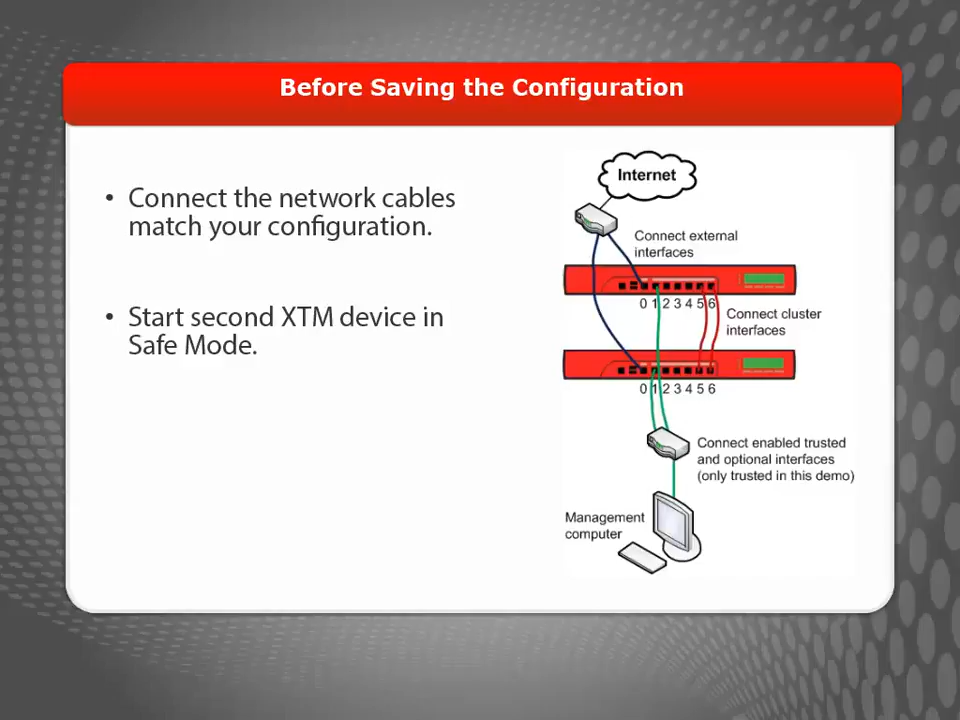 Before Saving the Configuration
• Connect the network cables
match your configuration.
• Start second XTM device in
Safe Mode.
Internet
Connect external
interfaces
0 1 2 3 4 5 6
Connect cluster
interfaces
0 1 2 3 4 5 6
Connect enabled trusted
and optional interfaces
(only trusted in this demo)
Management
computer